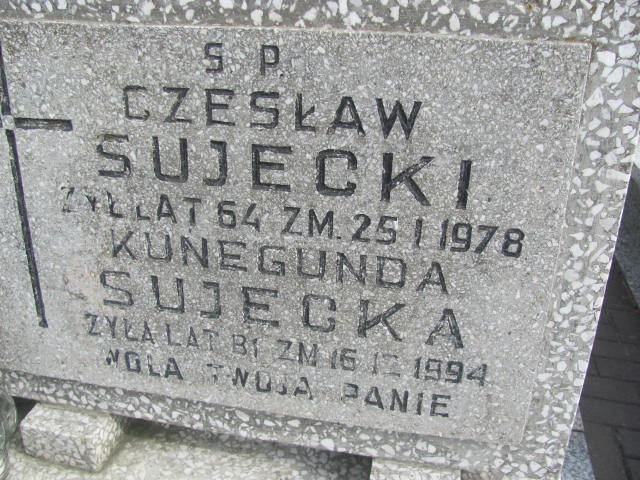 S P.
CZESŁAW
SUJECKI
ŻYŁ LAT 64 ZM. 25 I 1978
KUNEGUNDA
SUJECKA
ŻYŁA LAT 81 ZM 16 1994
WOLA TWOJA PANIE